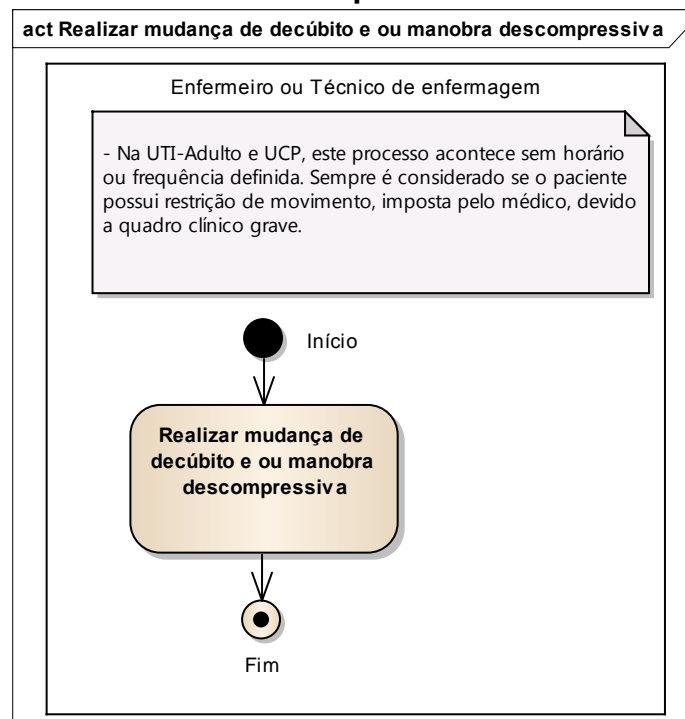 act Realizar mudança de decúbito e ou manobra descompressiva
Enfermeiro ou Técnico de enfermagem
- Na UTI-Adulto e UCP, este processo acontece sem horário
ou frequência definida. Sempre é considerado se o paciente
possui restrição de movimento, imposta pelo médico, devido
a quadro clínico grave.
Início
Realizar mudança de
decúbito e ou manobra
descompressiva
Fim